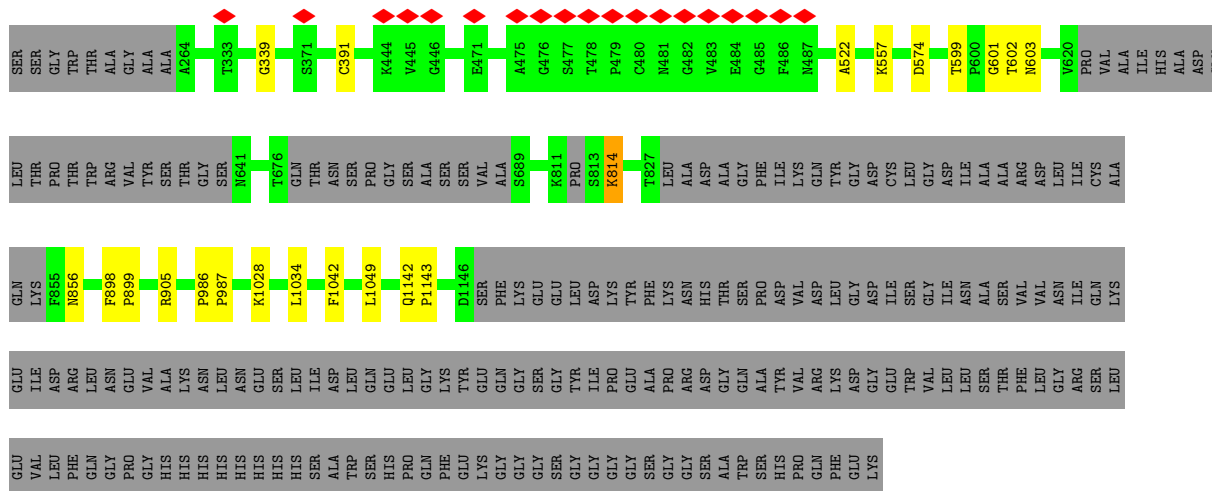 SER SER GLY TRP THR ALA GLY ALA ALA A264 T333 G339 S371 C391 K444 V445 G446 E471 A475 G476 S477 T478 P479 C480 N481 G482 V483 E484 G485 F486 N487 A522 K557 D574 T599 P600 G601 T602 N603 V620 PRO VAL ALA ILE HIS ALA ASP
LEU THR PRO THR TRP ARG VAL TYR SER THR GLY SER N641 T676 GLN THR ASN SER PRO GLY SER ALA SER SER VAL ALA S689 K811 PRO S813 K814 T827 LEU ALA ASP ALA GLY PHE ILE LYS GLN TYR GLY ASP CYS LEU GLY ASP ILE ALA ALA ARG ASP LEU ILE CYS ALA
GLN LYS F855 N856 F898 P899 R905 P986 P987 K1028 L1034 F1042 L1049 Q1142 P1143 D1146 SER PHE LYS GLU GLU LEU ASP LYS TYR PHE LYS ASN HIS THR SER PRO ASP VAL ASP LEU GLY ASP ILE SER GLY ILE ASN ALA SER VAL VAL ASN ILE GLN LYS
GLU ILE ASP ARG LEU ASN GLU VAL ALA LYS ASN LEU ASN GLU SER LEU ILE ASP LEU GLN GLU LEU GLY LYS TYR GLU GLN GLY SER GLY TYR ILE PRO GLU ALA PRO ARG ASP GLY GLN ALA TYR VAL ARG LYS ASP GLY GLU TRP VAL LEU LEU SER THR PHE LEU GLY ARG SER LEU
GLU VAL LEU PHE GLN GLY PRO GLY HIS HIS HIS HIS HIS HIS HIS HIS SER ALA TRP SER HIS PRO GLN PHE GLU LYS GLY GLY GLY SER GLY GLY GLY GLY SER GLY GLY SER ALA TRP SER HIS PRO GLN PHE GLU LYS